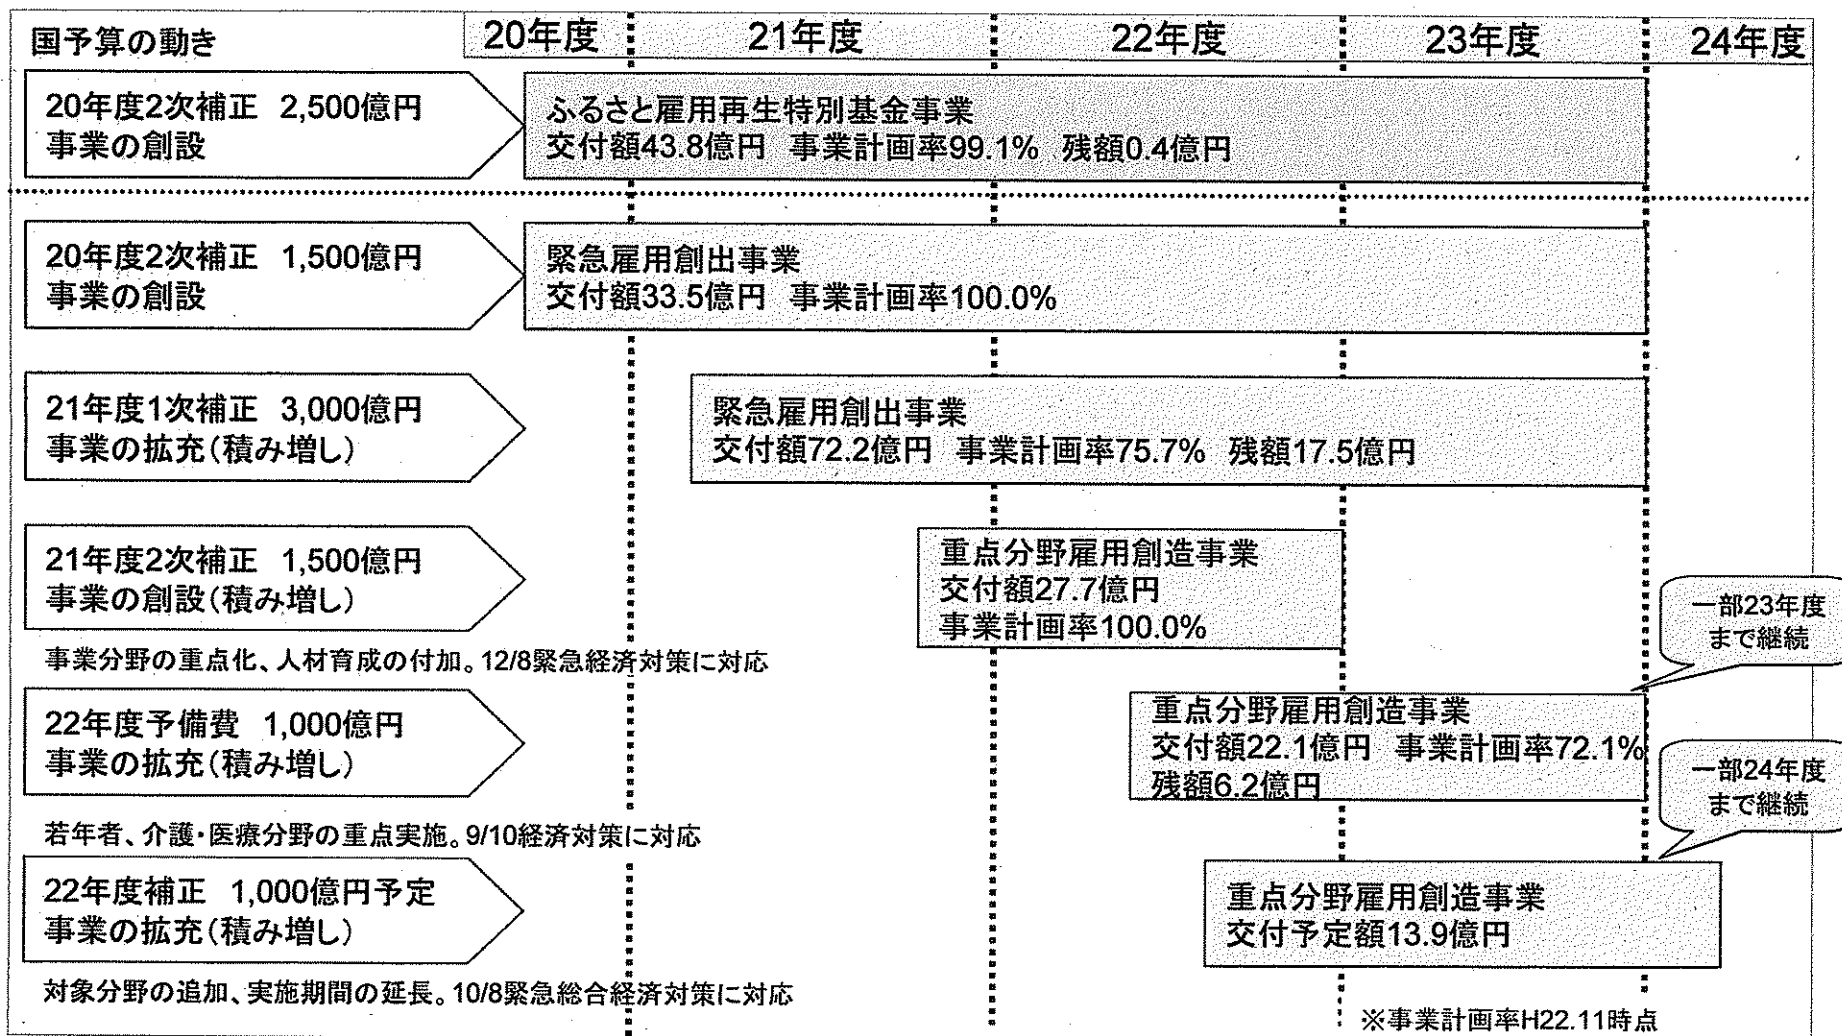 国予算の動き
20年度 21年度 22年度 23年度 24年度
20年度2次補正 2,500億円
事業の創設
ふるさと雇用再生特別基金事業
交付額43.8億円 事業計画率99.1% 残額0.4億円
20年度2次補正 1,500億円
事業の創設
緊急雇用創出事業
交付額33.5億円 事業計画率100.0%
21年度1次補正 3,000億円
事業の拡充(積み増し)
緊急雇用創出事業
交付額72.2億円 事業計画率75.7% 残額17.5億円
21年度2次補正 1,500億円
事業の創設(積み増し)
重点分野雇用創造事業
交付額27.7億円
事業計画率100.0%
事業分野の重点化、人材育成の付加。12/8緊急経済対策に対応
一部23年度
まで継続
22年度予備費 1,000億円
事業の拡充(積み増し)
重点分野雇用創造事業
交付額22.1億円 事業計画率72.1%
残額6.2億円
若年者、介護・医療分野の重点実施。9/10経済対策に対応
一部24年度
まで継続
22年度補正 1,000億円予定
事業の拡充(積み増し)
重点分野雇用創造事業
交付予定額13.9億円
対象分野の追加、実施期間の延長。10/8緊急総合経済対策に対応
※事業計画率H22.11時点